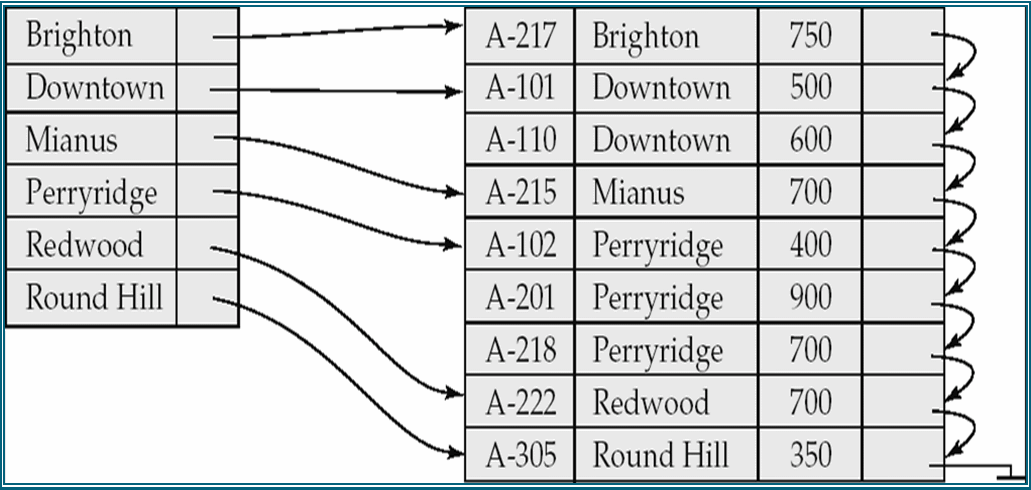 Brighton
Downtown
Mianus
Perryridge
Redwood
Round Hill
A-217 Brighton 750
A-101 Downtown 500
A-110 Downtown 600
A-215 Mianus 700
A-102 Perryridge 400
A-201 Perryridge 900
A-218 Perryridge 700
A-222 Redwood 700
A-305 Round Hill 350